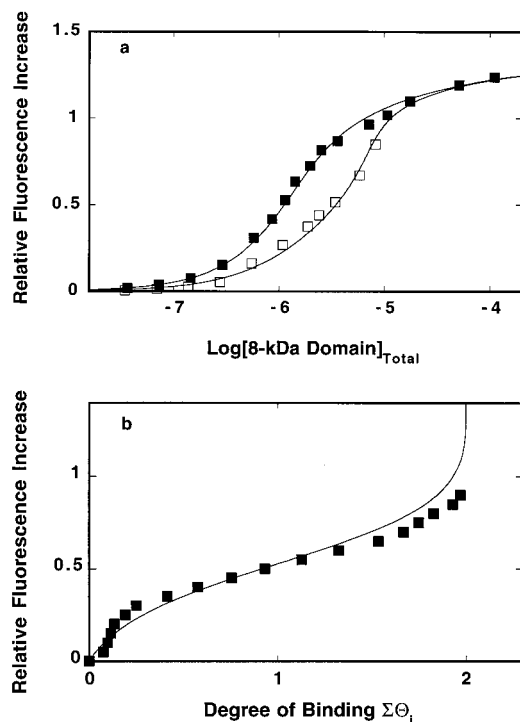 1.5
a
1
0.5
0
Relative Fluorescence Increase
-7
-6
-5
-4
Log[8-kDa Domain]Total
b
1
0.5
0
Relative Fluorescence Increase
0
1
2
Degree of Binding ΣΘi